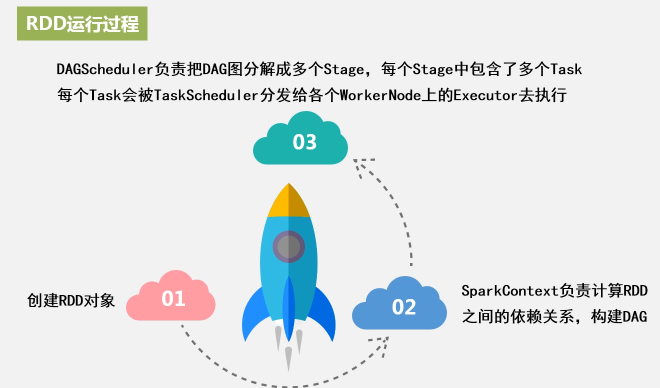 RDD运行过程
DAGScheduler负责把DAG图分解成多个Stage，每个Stage中包含了多个Task
每个Task会被TaskScheduler分发给各个WorkerNode上的Executor去执行
03
创建RDD对象
01
02
SparkContext负责计算RDD
之间的依赖关系，构建DAG